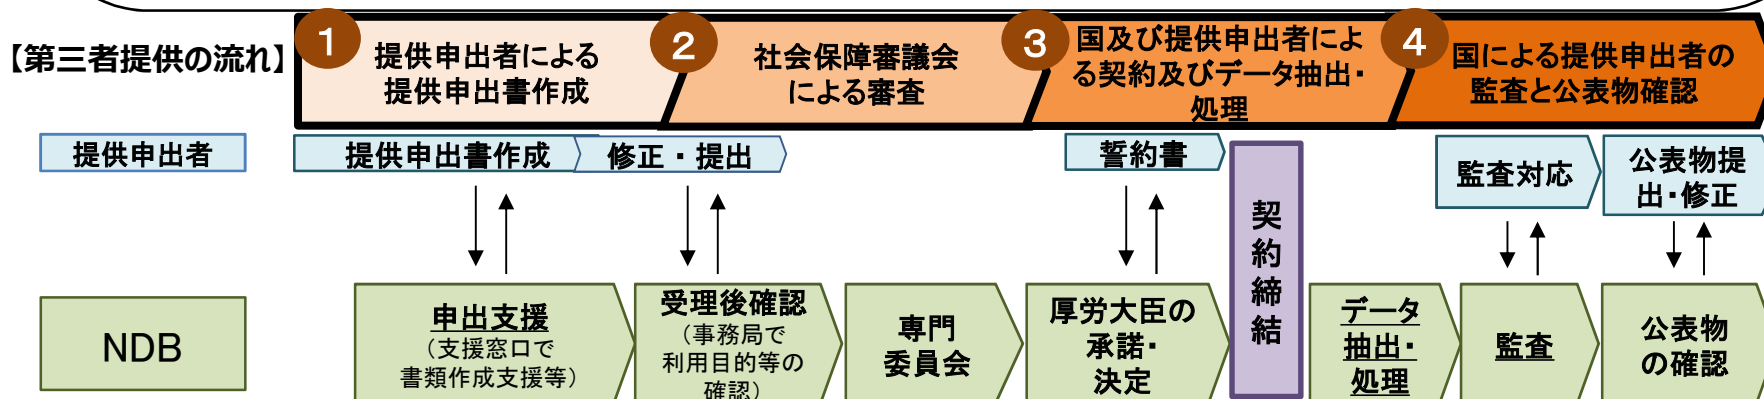 【第三者提供の流れ】
1
提供申出者による
提供申出書作成
2
社会保障審議会
による審査
3
国及び提供申出者によ
る契約及びデータ抽出・
処理
4
国による提供申出者の
監査と公表物確認
提供申出者
提供申出書作成
修正・提出
誓約書
監査対応
公表物提
出・修正
契約締結
NDB
申出支援
（支援窓口で
書類作成支援等）
受理後確認
（事務局で
利用目的等の
確認）
専門
委員会
厚労大臣の
承諾・
決定
データ
抽出・
処理
監査
公表物
の確認